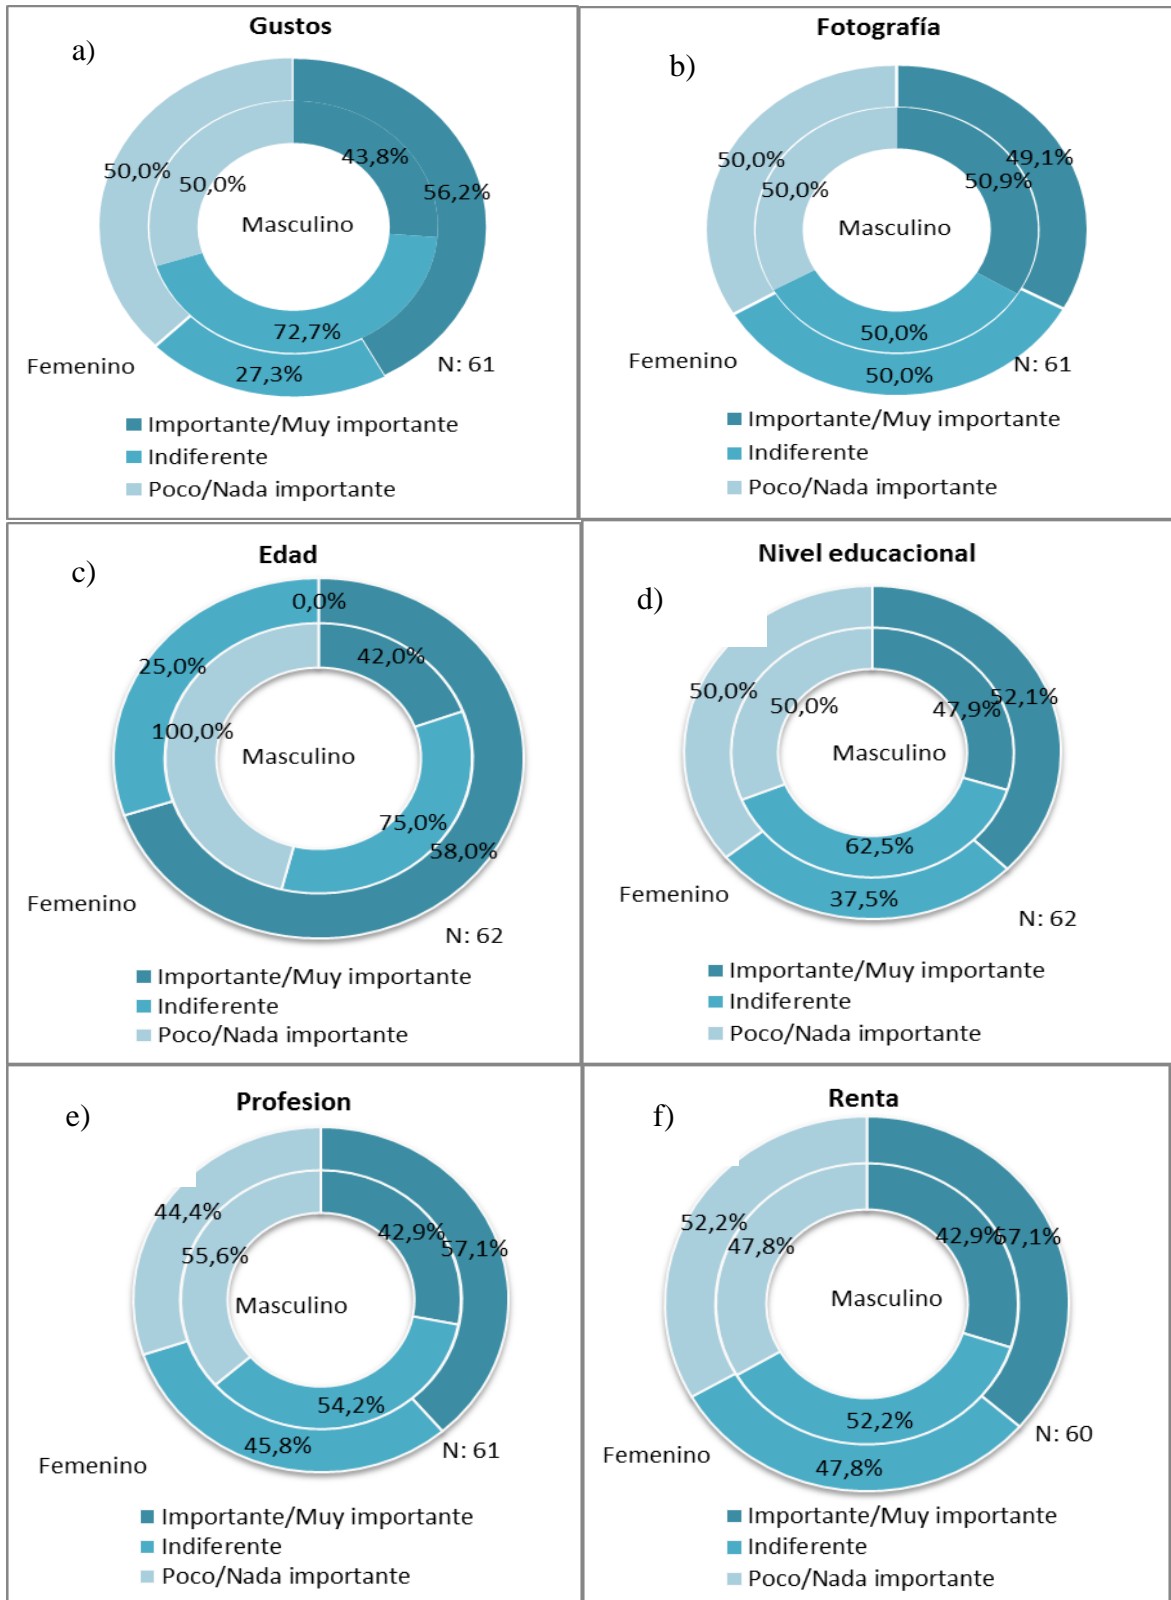 Gustos
a)
43,8%
50,0%
50,0%
56,2%
Masculino
72,7%
Femenino
N: 61
27,3%
Importante/Muy importante
Indiferente
Poco/Nada importante
Fotografía
b)
49,1%
50,0%
50,9%
50,0%
Masculino
50,0%
Femenino
N: 61
50,0%
Importante/Muy importante
Indiferente
Poco/Nada importante
Edad
c)
0,0%
42,0%
25,0%
100,0%
Masculino
75,0%
58,0%
Femenino
N: 62
Importante/Muy importante
Indiferente
Poco/Nada importante
Nivel educacional
d)
50,0%
52,1%
50,0%
47,9%
Masculino
62,5%
Femenino
37,5%
N: 62
Importante/Muy importante
Indiferente
Poco/Nada importante
Profesion
e)
44,4%
42,9%
57,1%
55,6%
Masculino
54,2%
45,8%
N: 61
Femenino
Importante/Muy importante
Indiferente
Poco/Nada importante
Renta
f)
52,2%
42,9%
57,1%
47,8%
Masculino
52,2%
N: 60
Femenino
47,8%
Importante/Muy importante
Indiferente
Poco/Nada importante